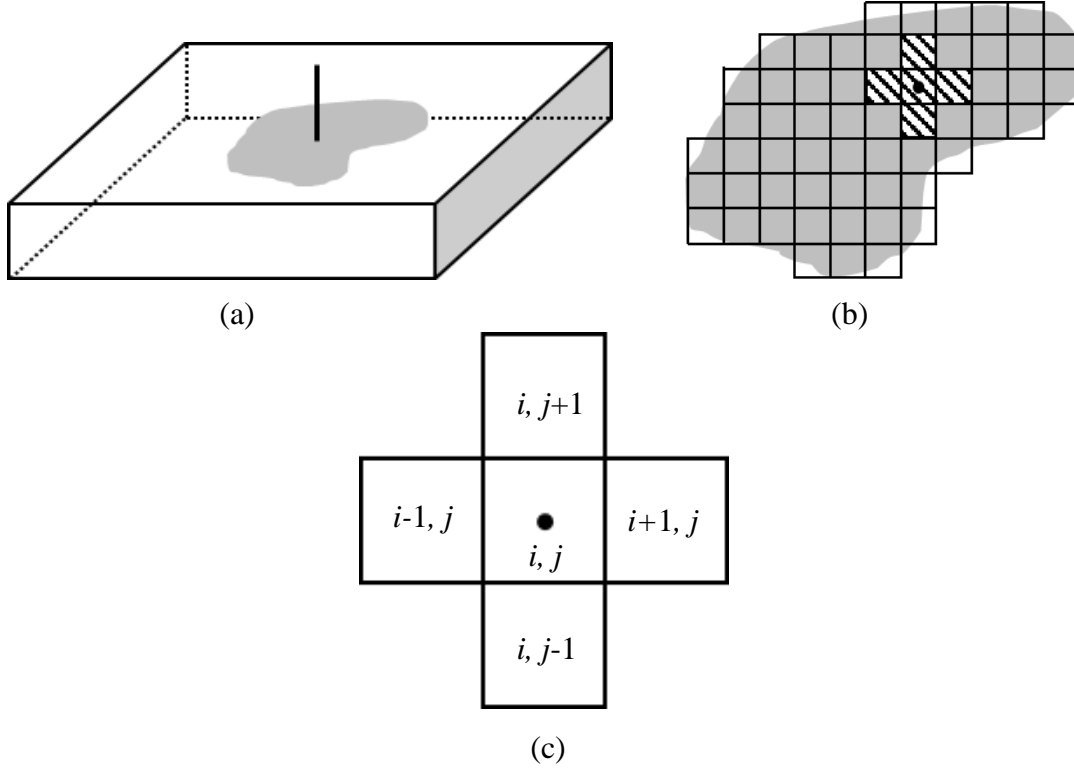 (a)
(b)
i, j+1
i-1, j
i+1, j
i, j
i, j-1
(c)